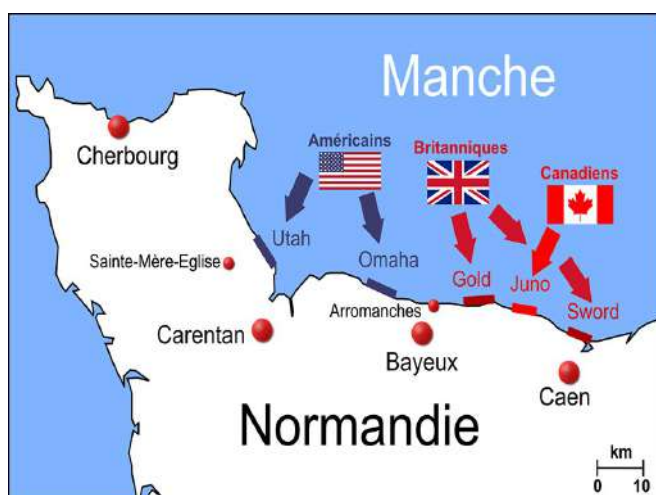 Manche
Américains
Britanniques
Canadiens
Cherbourg
Utah
Sainte-Mère-Eglise
Omaha
Gold
Juno
Sword
Arromanches
Carentan
Bayeux
Caen
Normandie
km
0 10